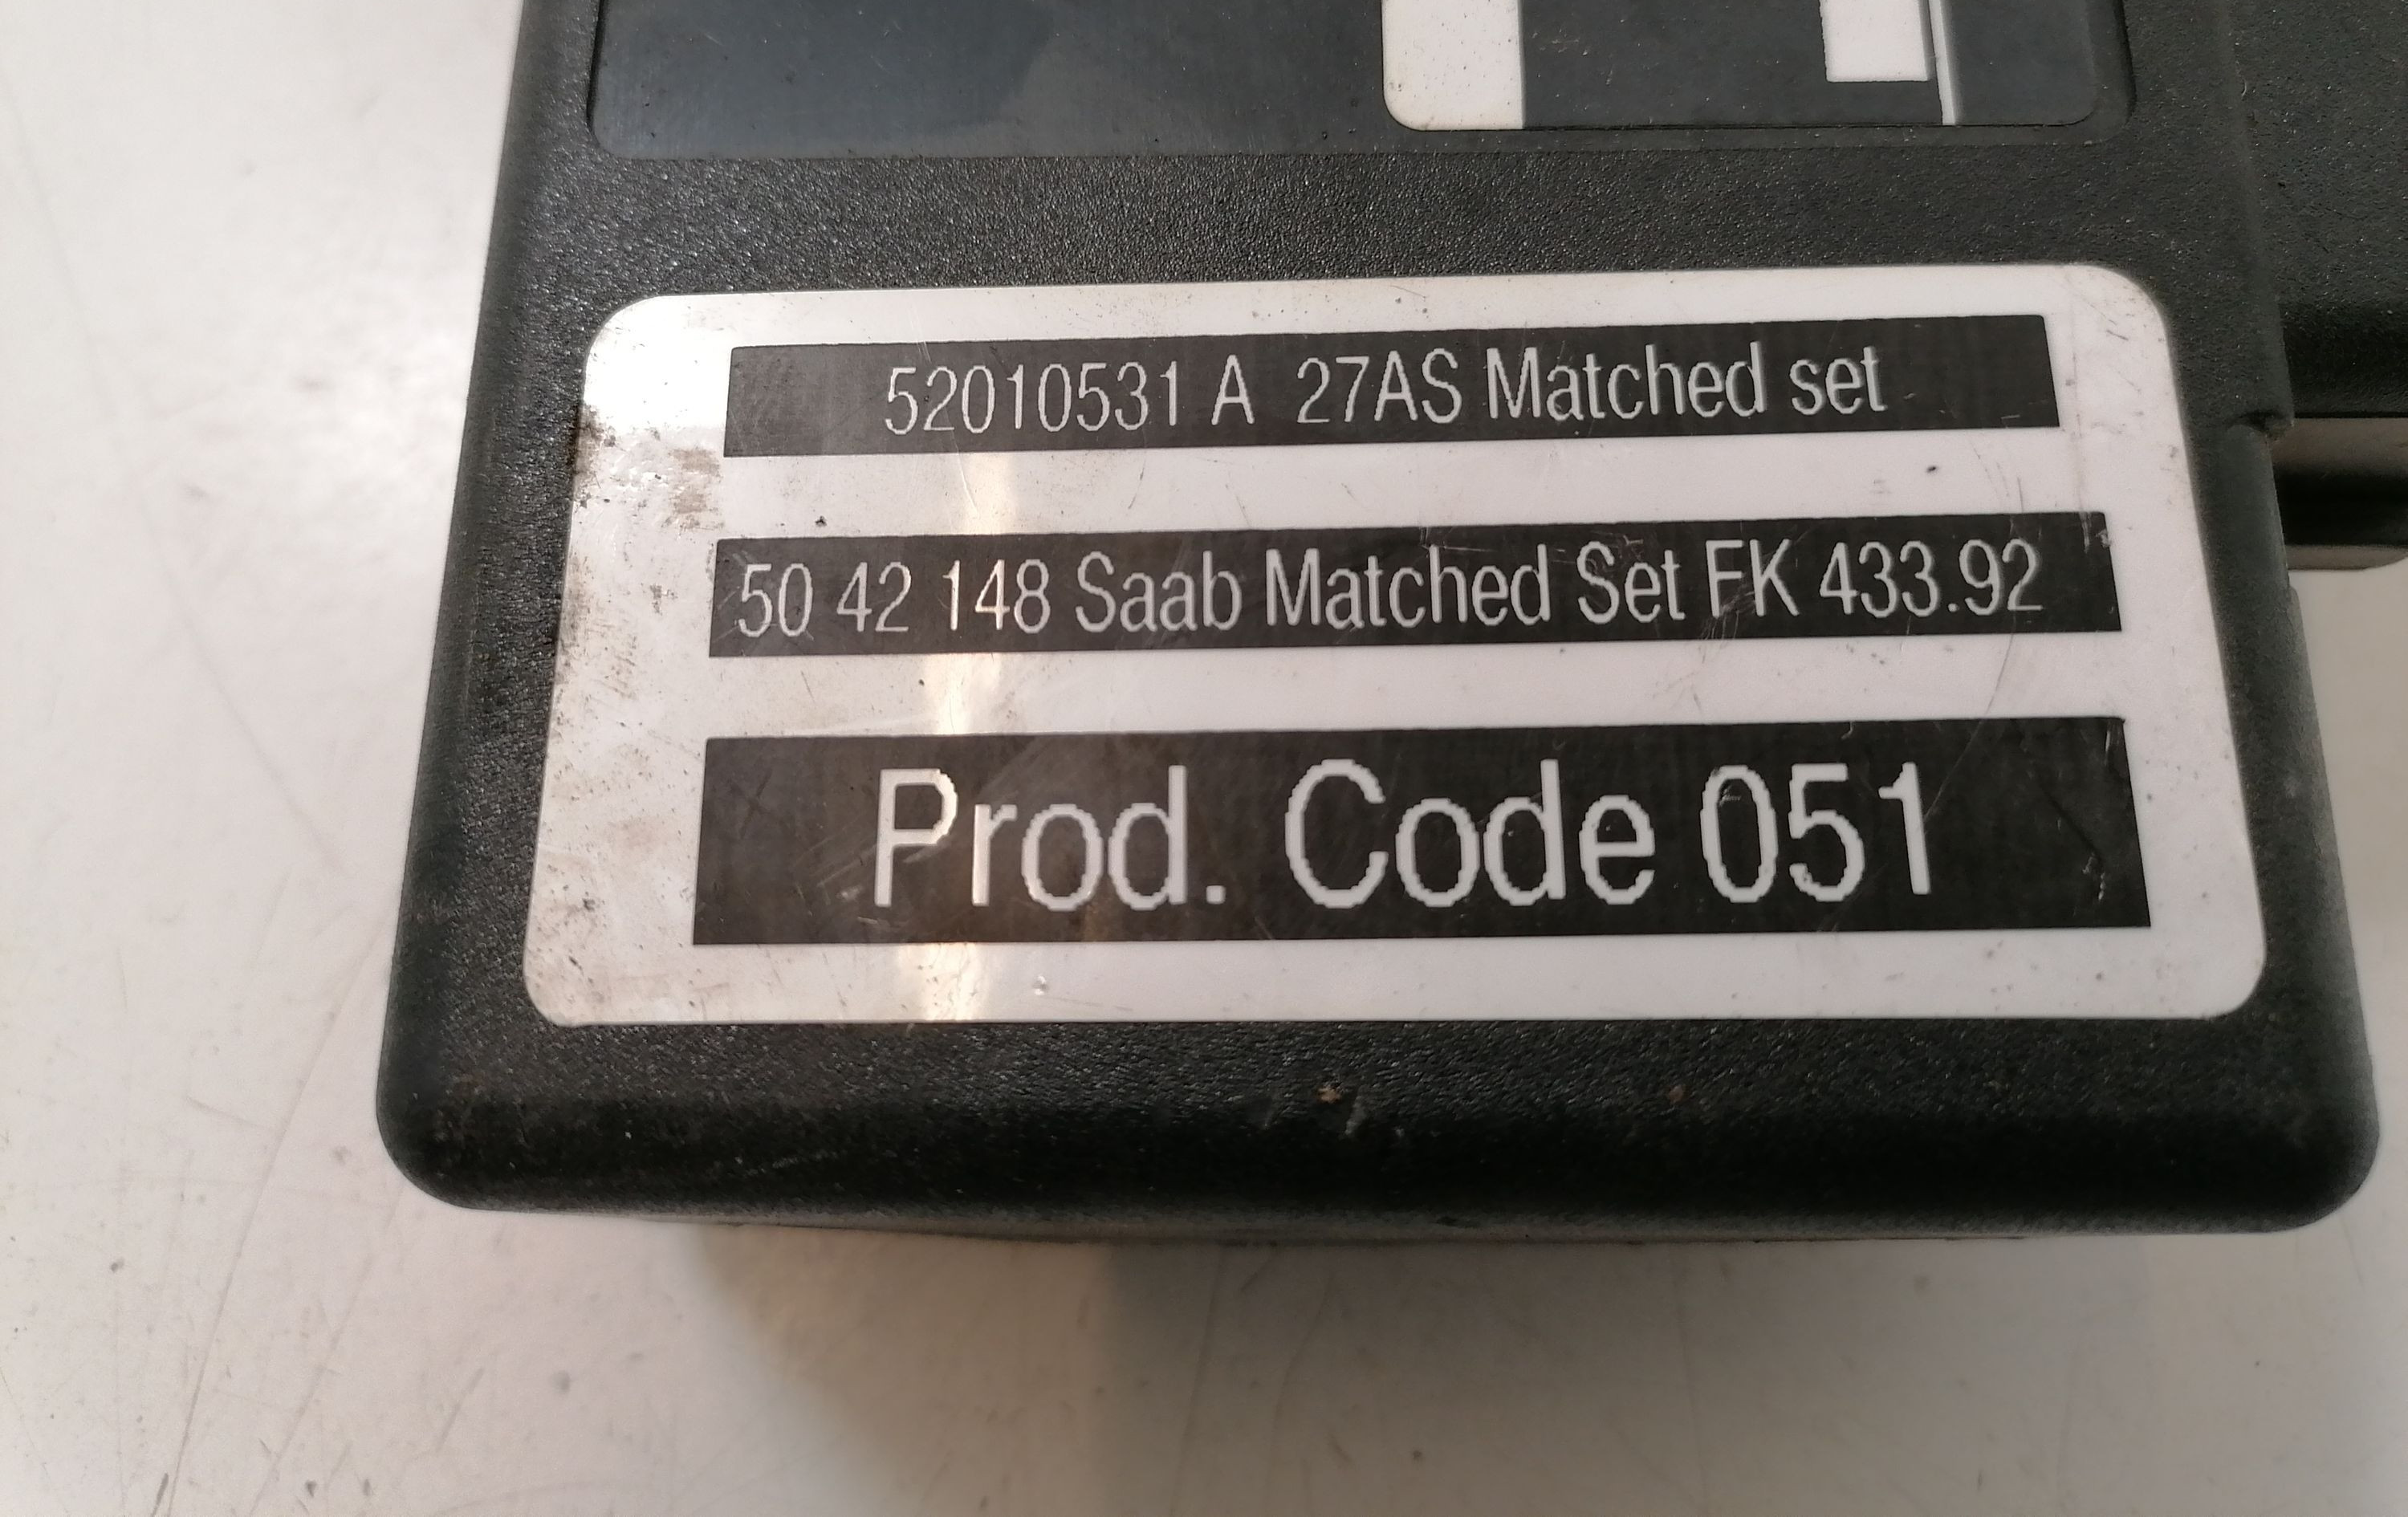 52010531 A 27AS Matched set
50 42 148 Saab Matched Set FK 433.92
Prod. Code 051